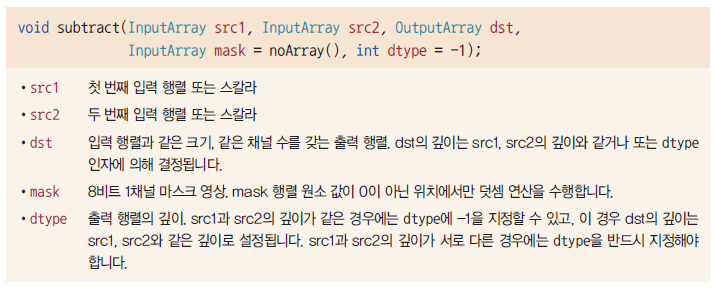 void subtract(InputArray src1, InputArray src2, OutputArray dst,
InputArray mask = noArray(), int dtype = -1);
• src1 첫 번째 입력 행렬 또는 스칼라
• src2 두 번째 입력 행렬 또는 스칼라
• dst 입력 행렬과 같은 크기, 같은 채널 수를 갖는 출력 행렬. dst의 깊이는 src1, src2의 깊이와 같거나 또는 dtype
인자에 의해 결정됩니다.
• mask 8비트 1채널 마스크 영상. mask 행렬 원소 값이 0이 아닌 위치에서만 덧셈 연산을 수행합니다.
• dtype 출력 행렬의 깊이. src1과 src2의 깊이가 같은 경우에는 dtype에 -1을 지정할 수 있고, 이 경우 dst의 깊이는
src1, src2와 같은 깊이로 설정됩니다. src1과 src2의 깊이가 서로 다른 경우에는 dtype을 반드시 지정해야
합니다.